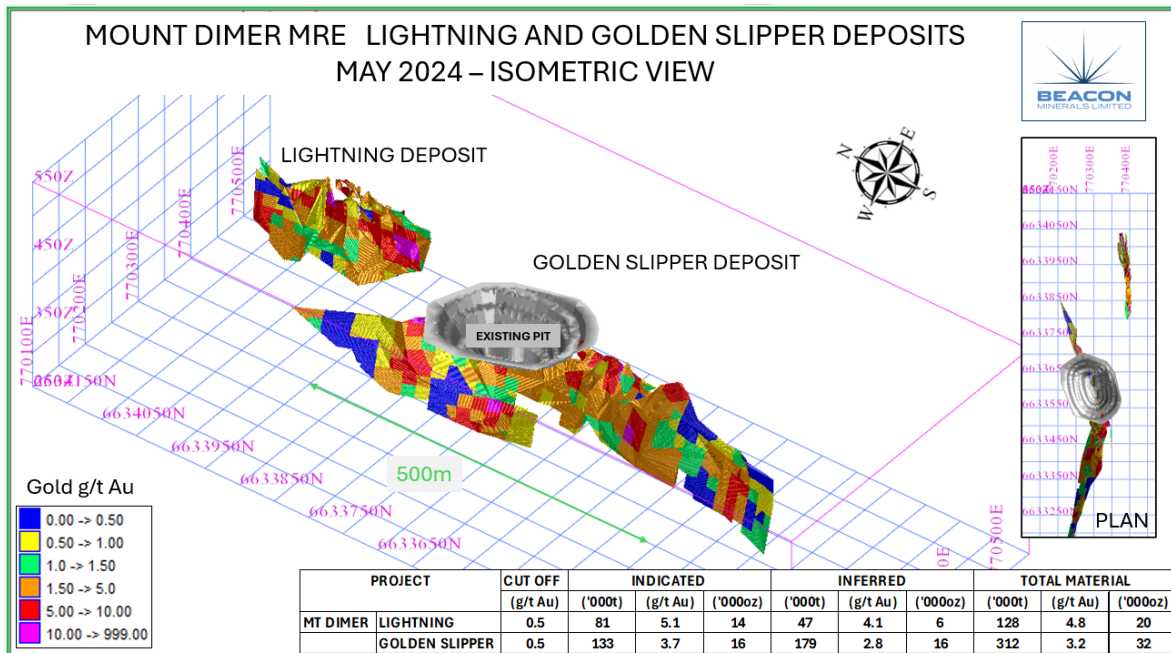 MOUNT DIMER MRE LIGHTNING AND GOLDEN SLIPPER DEPOSITS
MAY 2024 – ISOMETRIC VIEW
BEACON
MINERALS LIMITED
LIGHTNING DEPOSIT
GOLDEN SLIPPER DEPOSIT
EXISTING PIT
N
E
S
W
550Z
450Z
350Z
770100E
770200E
770300E
770400E
770500E
6634050N
6633950N
6633850N
6633750N
6633650N
500m
770500E
770200E
770300E
770400E
6634050N
6633950N
6633850N
6633750N
6633650N
6633550N
6633450N
6633350N
6633250N
PLAN
Gold g/t Au
0.00 -> 0.50
0.50 -> 1.00
1.0 -> 1.50
1.50 -> 5.0
5.00 -> 10.00
10.00 -> 999.00
PROJECT CUT OFF INDICATED INFERRED TOTAL MATERIAL
(g/t Au) ('000t) (g/t Au) ('000oz) ('000t) (g/t Au) ('000oz) ('000t) (g/t Au) ('000oz)
MT DIMER LIGHTNING 0.5 81 5.1 14 47 4.1 6 128 4.8 20
GOLDEN SLIPPER 0.5 133 3.7 16 179 2.8 16 312 3.2 32